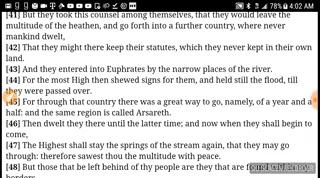 78% 4:02 AM
[41] But they took this counsel among themselves, that they would leave the
multitude of the heathen, and go forth into a further country, where never
mankind dwelt,
[42] That they might there keep their statutes, which they never kept in their own
land.
[43] And they entered into Euphrates by the narrow places of the river.
[44] For the most High then shewed signs for them, and held still the flood, till
they were passed over.
[45] For through that country there was a great way to go, namely, of a year and a
half: and the same region is called Arsareth.
[46] Then dwelt they there until the latter time; and now when they shall begin to
come,
[47] The Highest shall stay the springs of the stream again, that they may go
through: therefore sawest thou the multitude with peace.
[48] But those that be left behind of thy people are they that are
borders.